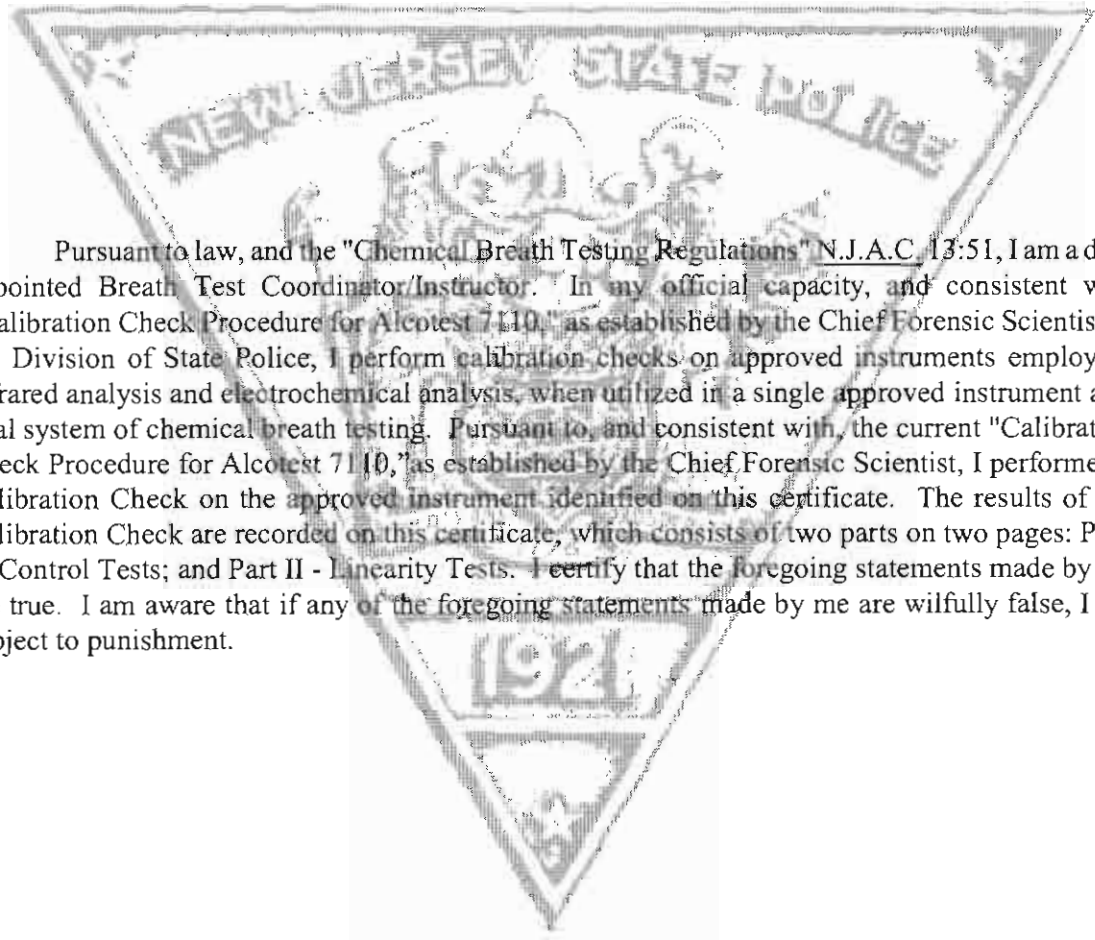 NEW JERSEY STATE POLICE
Pursuant to law, and the "Chemical Breath Testing Regulations" N.J.A.C. 13:51, I am a d
pointed Breath Test Coordinator/Instructor. In my official capacity, and consistent w
alibration Check Procedure for Alcotest 7110," as established by the Chief Forensic Scientis
Division of State Police, I perform calibration checks on approved instruments employ
rared analysis and electrochemical analysis, when utilized in a single approved instrument a
al system of chemical breath testing. Pursuant to, and consistent with, the current "Calibrat
eck Procedure for Alcotest 7110," as established by the Chief Forensic Scientist, I performe
libration Check on the approved instrument identified on this certificate. The results of
libration Check are recorded on this certificate, which consists of two parts on two pages: P
Control Tests; and Part II - Linearity Tests. I certify that the foregoing statements made by
true. I am aware that if any of the foregoing statements made by me are wilfully false, I
bject to punishment.
1921